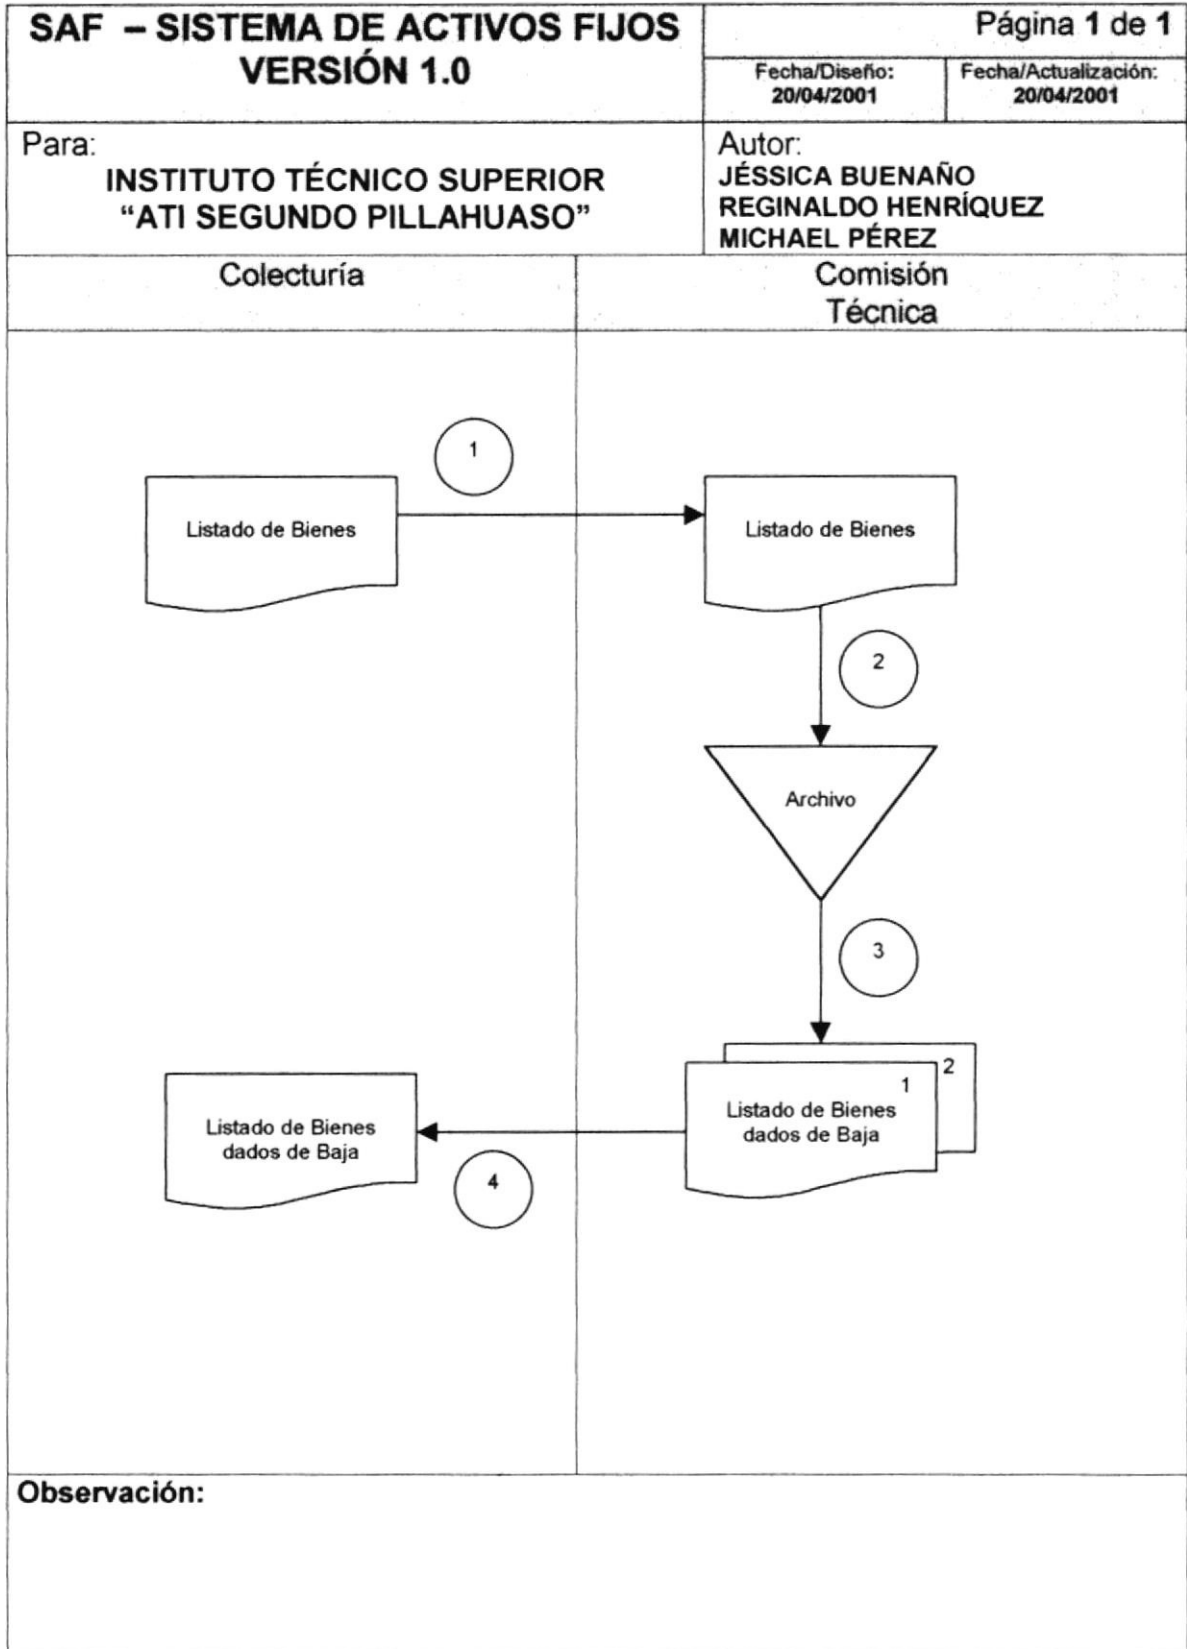 SAF – SISTEMA DE ACTIVOS FIJOS
VERSIÓN 1.0
Página 1 de 1
Fecha/Diseño:
20/04/2001
Fecha/Actualización:
20/04/2001
Para:
INSTITUTO TÉCNICO SUPERIOR
“ATI SEGUNDO PILLAHUASO”
Autor:
JÉSSICA BUENAÑO
REGINALDO HENRÍQUEZ
MICHAEL PÉREZ
Colecturía
Comisión
Técnica
1
Listado de Bienes
Listado de Bienes
2
Archivo
3
2
1
Listado de Bienes
dados de Baja
Listado de Bienes
dados de Baja
4
Observación: